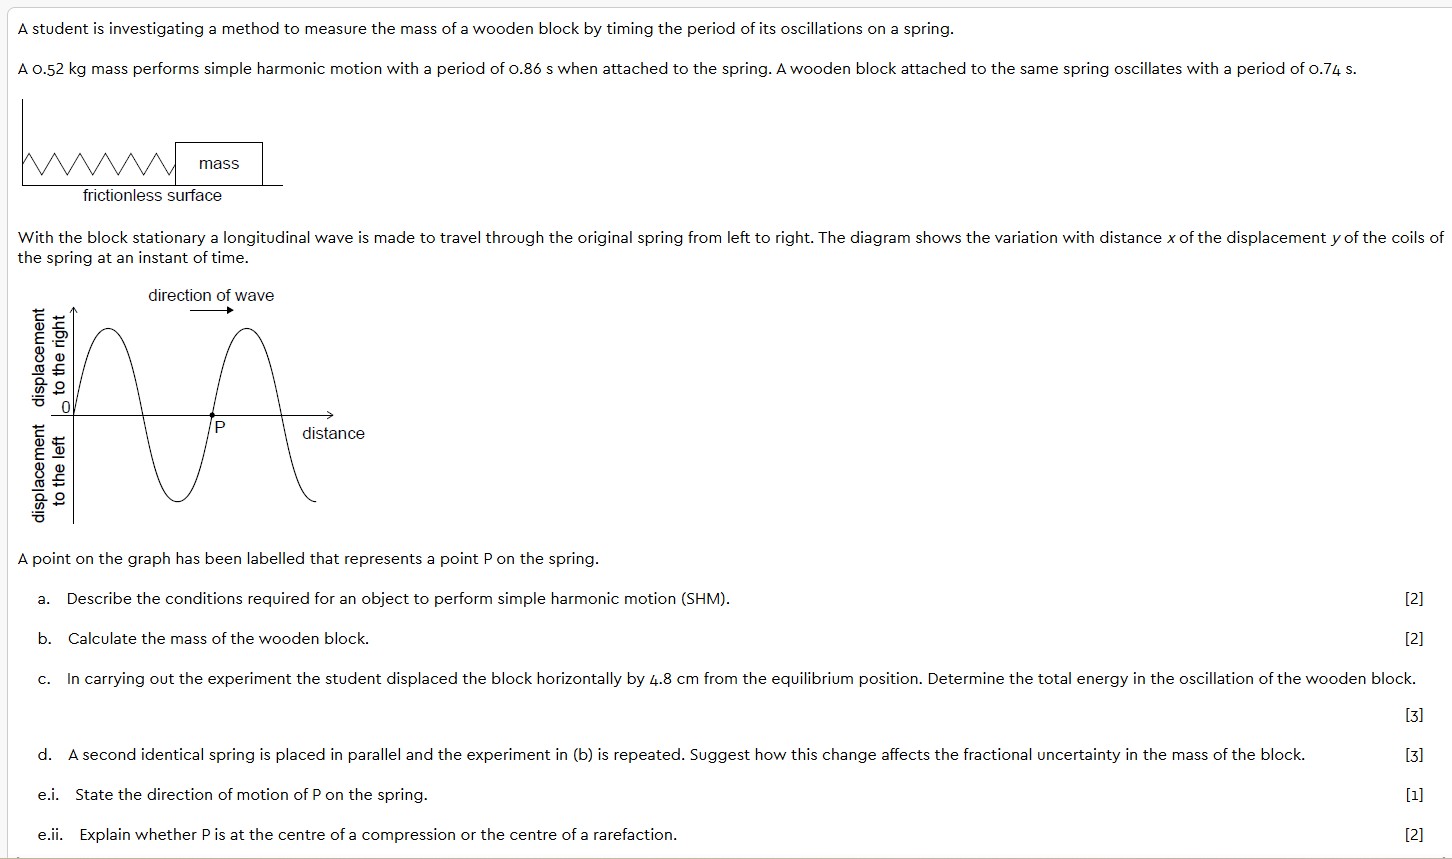 A student is investigating a method to measure the mass of a wooden block by timing the period of its oscillations on a spring.
A 0.52 kg mass performs simple harmonic motion with a period of 0.86 s when attached to the spring. A wooden block attached to the same spring oscillates with a period of 0.74 s.
mass
frictionless surface
With the block stationary a longitudinal wave is made to travel through the original spring from left to right. The diagram shows the variation with distance x of the displacement y of the coils of
the spring at an instant of time.
direction of wave
displacement
to the right
0
P
distance
displacement
to the left
A point on the graph has been labelled that represents a point P on the spring.
a. Describe the conditions required for an object to perform simple harmonic motion (SHM). [2]
b. Calculate the mass of the wooden block. [2]
c. In carrying out the experiment the student displaced the block horizontally by 4.8 cm from the equilibrium position. Determine the total energy in the oscillation of the wooden block.
[3]
d. A second identical spring is placed in parallel and the experiment in (b) is repeated. Suggest how this change affects the fractional uncertainty in the mass of the block. [3]
e.i. State the direction of motion of P on the spring. [1]
e.ii. Explain whether P is at the centre of a compression or the centre of a rarefaction. [2]